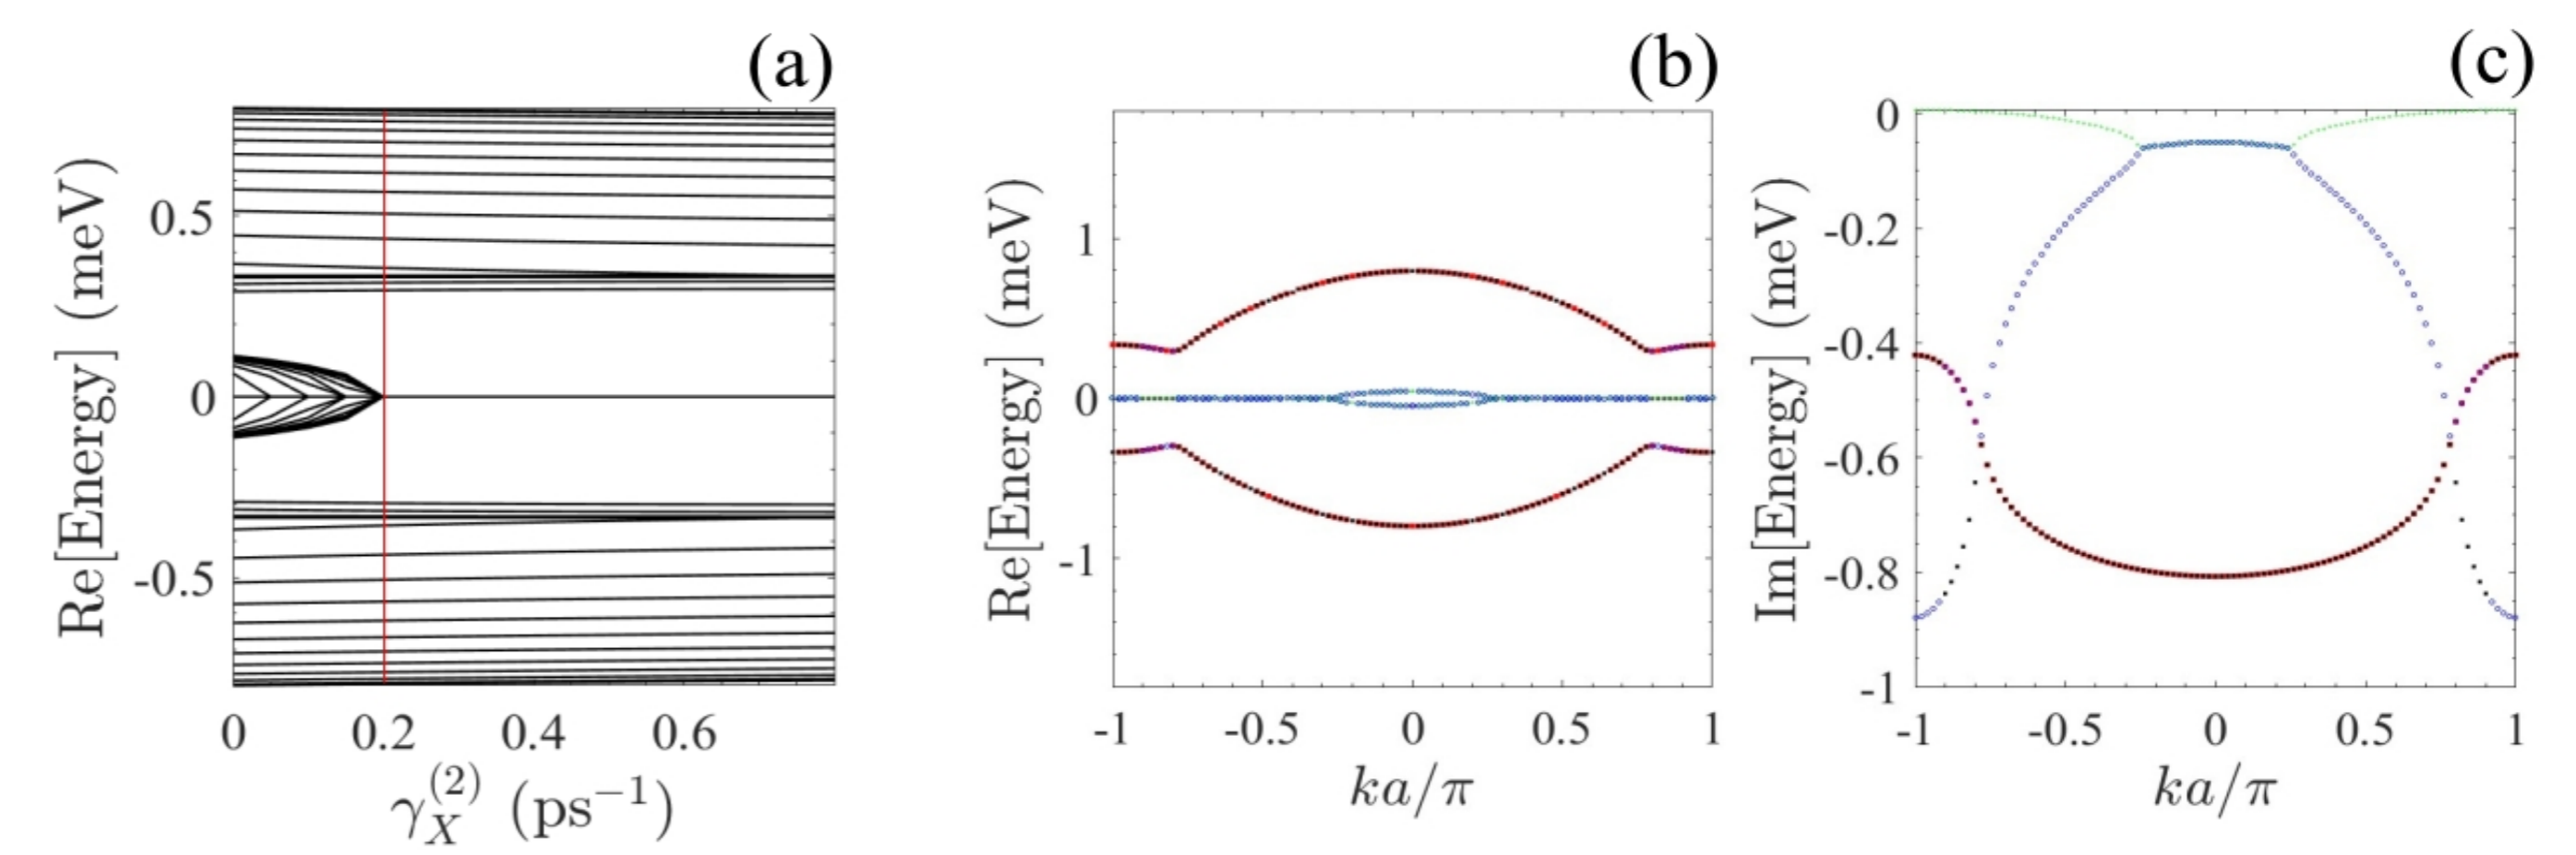 (a)
Re[Energy] (meV)
0.5
0
-0.5
0 0.2 0.4 0.6
γ_X^(2) (ps⁻¹)
(b)
Re[Energy] (meV)
1
0
-1
-1 -0.5 0 0.5 1
ka/π
(c)
Im[Energy] (meV)
0
-0.2
-0.4
-0.6
-0.8
-1
-1 -0.5 0 0.5 1
ka/π